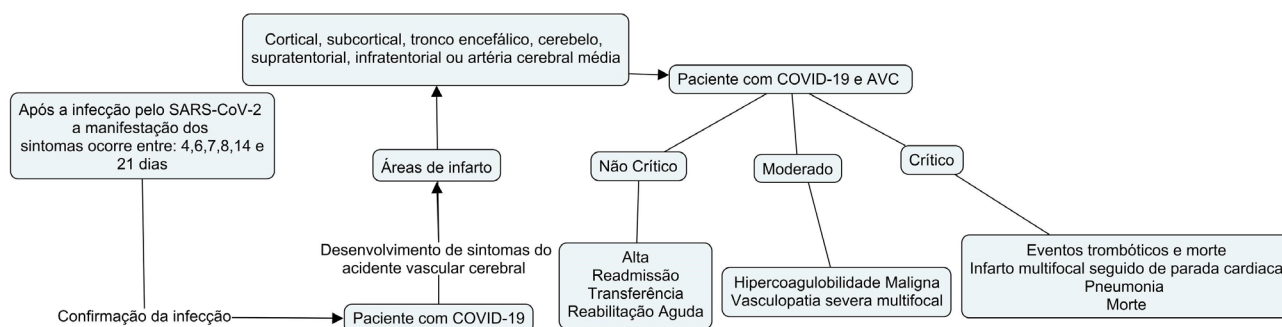 Cortical, subcortical, tronco encefálico, cerebelo,
supratentorial, infratentorial ou artéria cerebral média
Paciente com COVID-19 e AVC
Após a infecção pelo SARS-CoV-2
a manifestação dos
sintomas ocorre entre: 4,6,7,8,14 e
21 dias
Áreas de infarto
Não Crítico
Moderado
Crítico
Desenvolvimento de sintomas do
acidente vascular cerebral
Alta
Readmissão
Transferência
Reabilitação Aguda
Hipercoagulobilidade Maligna
Vasculopatia severa multifocal
Eventos trombóticos e morte
Infarto multifocal seguido de parada cardiaca
Pneumonia
Morte
Confirmação da infecção
Paciente com COVID-19